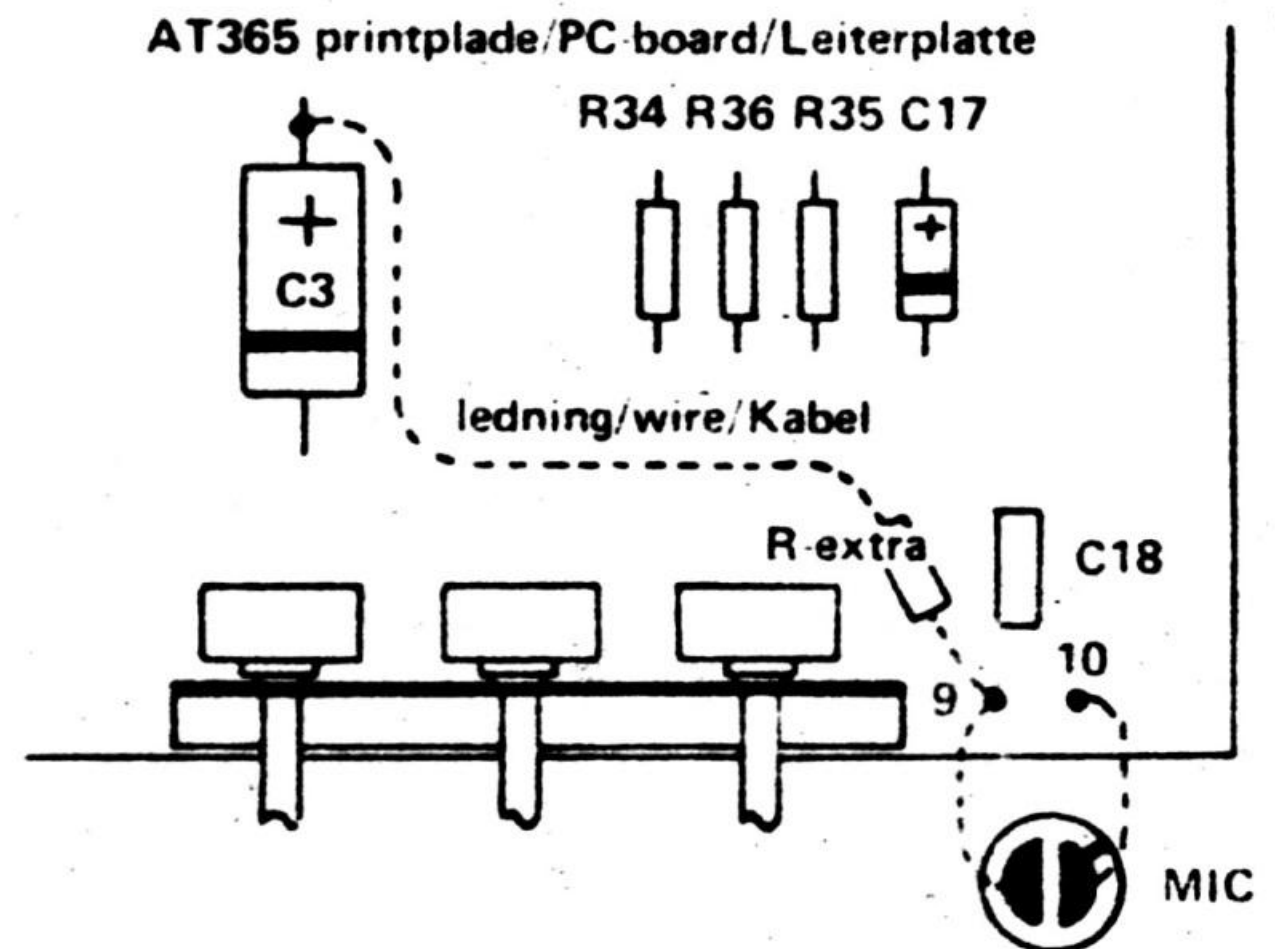 AT365 printplade/PC-board/Leiterplatte
R34 R36 R35 C17
+
+
C3
ledning/wire/Kabel
R-extra
C18
10
9
MIC